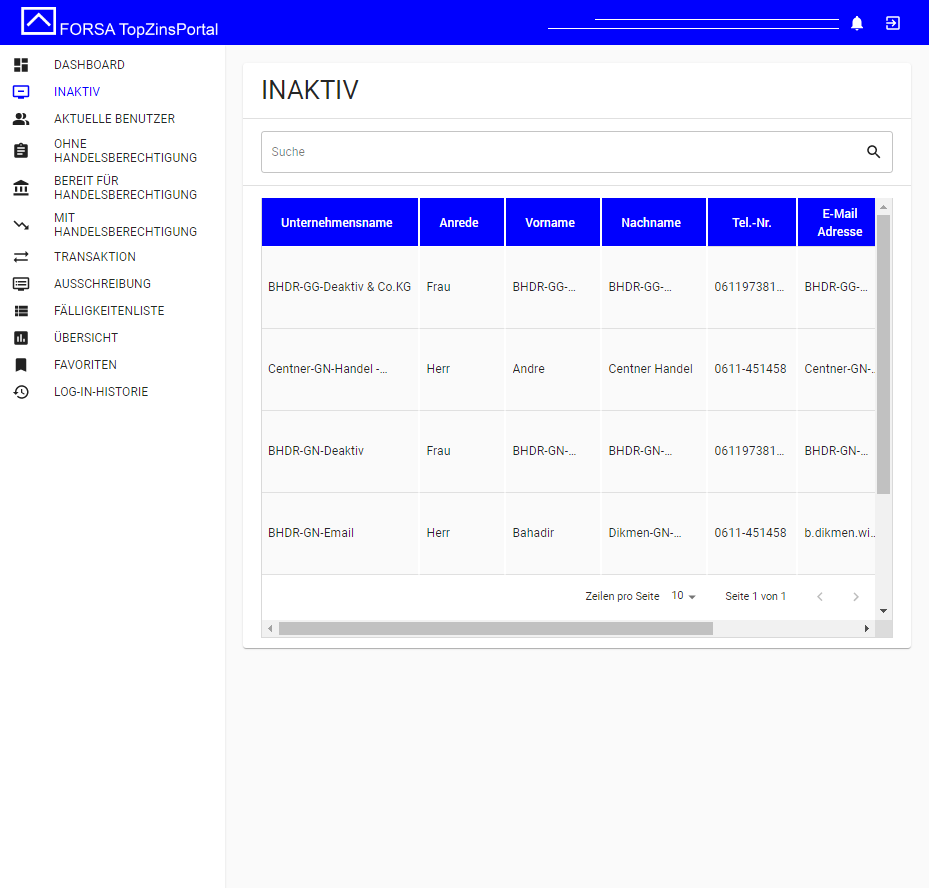 FORSA TopZinsPortal
DASHBOARD
INAKTIV
AKTUELLE BENUTZER
OHNE
HANDELSBERECHTIGUNG
BEREIT FÜR
HANDELSBERECHTIGUNG
MIT
HANDELSBERECHTIGUNG
TRANSAKTION
AUSSCHREIBUNG
FÄLLIGKEITENLISTE
ÜBERSICHT
FAVORITEN
LOG-IN-HISTORIE
INAKTIV
Suche
Unternehmensname Anrede Vorname Nachname Tel.-Nr. E-Mail Adresse
BHDR-GG-Deaktiv & Co.KG Frau BHDR-GG-... BHDR-GG-... 061197381... BHDR-GG-...
Centner-GN-Handel -... Herr Andre Centner Handel 0611-451458 Centner-GN-..
BHDR-GN-Deaktiv Frau BHDR-GN-... BHDR-GN-... 061197381... BHDR-GN-...
BHDR-GN-Email Herr Bahadir Dikmen-GN-... 0611-451458 b.dikmen.wi...
Zeilen pro Seite 10 Seite 1 von 1